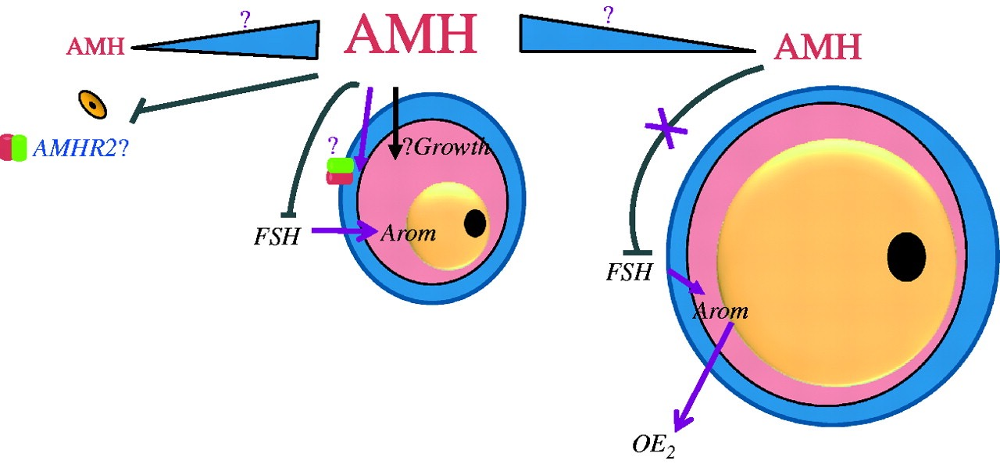 ?
?
AMH
AMH
AMH
AMHR2?
?
?Growth
FSH
Arom
FSH
Arom
OE₂